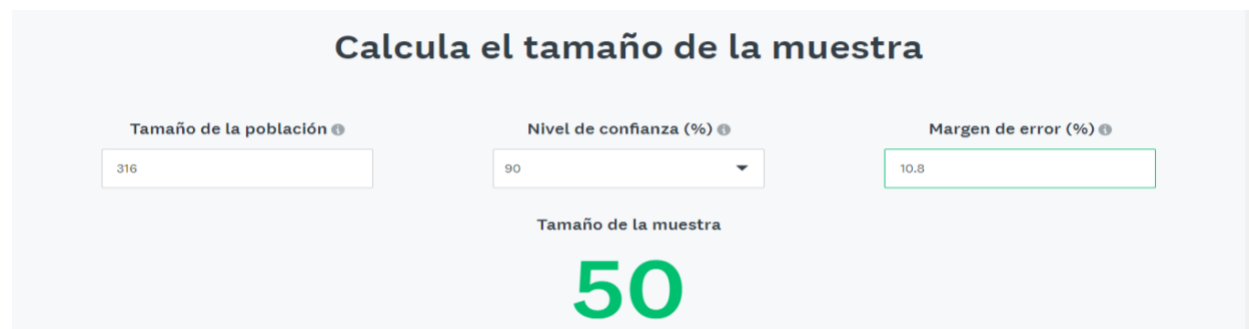 Calcula el tamaño de la muestra
Tamaño de la población
Nivel de confianza (%)
Margen de error (%)
316
90
10.8
Tamaño de la muestra
50